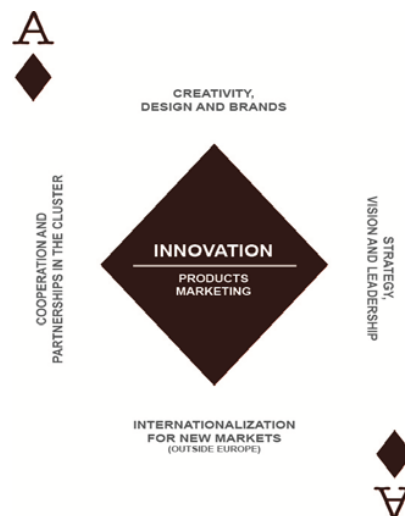 A
CREATIVITY,
DESIGN AND BRANDS
COOPERATION AND
PARTNERSHIPS IN THE CLUSTER
INNOVATION
PRODUCTS
MARKETING
STRATEGY,
VISION AND LEADERSHIP
INTERNATIONALIZATION
FOR NEW MARKETS
(OUTSIDE EUROPE)
A